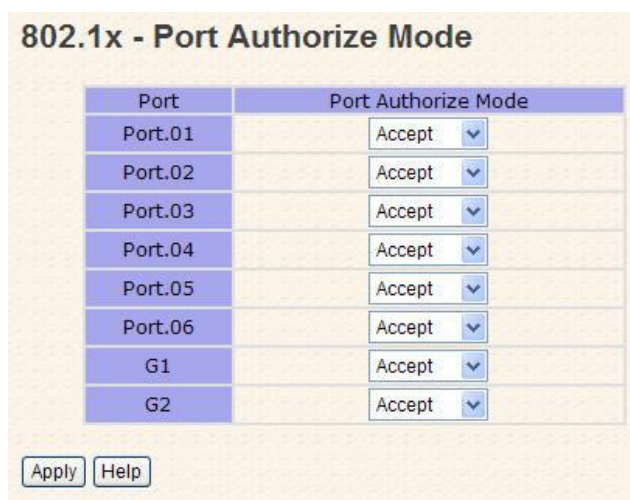 802.1x - Port Authorize Mode
Port Port Authorize Mode
Port.01 Accept
Port.02 Accept
Port.03 Accept
Port.04 Accept
Port.05 Accept
Port.06 Accept
G1 Accept
G2 Accept
Apply Help